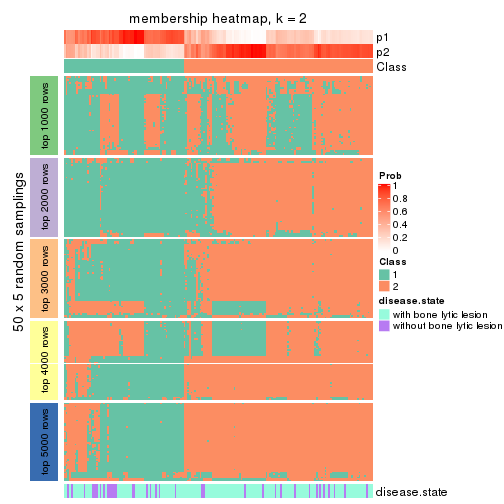 membership heatmap, k = 2
p1
p2
Class
50 x 5 random samplings
top 1000 rows
top 2000 rows
top 3000 rows
top 4000 rows
top 5000 rows
disease.state
Prob
1
0.8
0.6
0.4
0.2
0
Class
1
2
disease.state
with bone lytic lesion
without bone lytic lesion